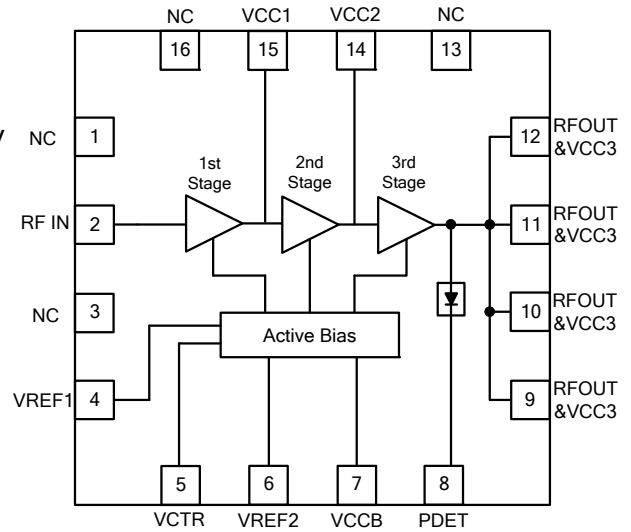 NC VCC1 VCC2 NC
16 15 14 13
NC 1
RF IN 2
NC 3
VREF1 4
1st
Stage
2nd
Stage
3rd
Stage
Active Bias
12 RFOUT
&VCC3
11 RFOUT
&VCC3
10 RFOUT
&VCC3
9 RFOUT
&VCC3
5 6 7 8
VCTR VREF2 VCCB PDET